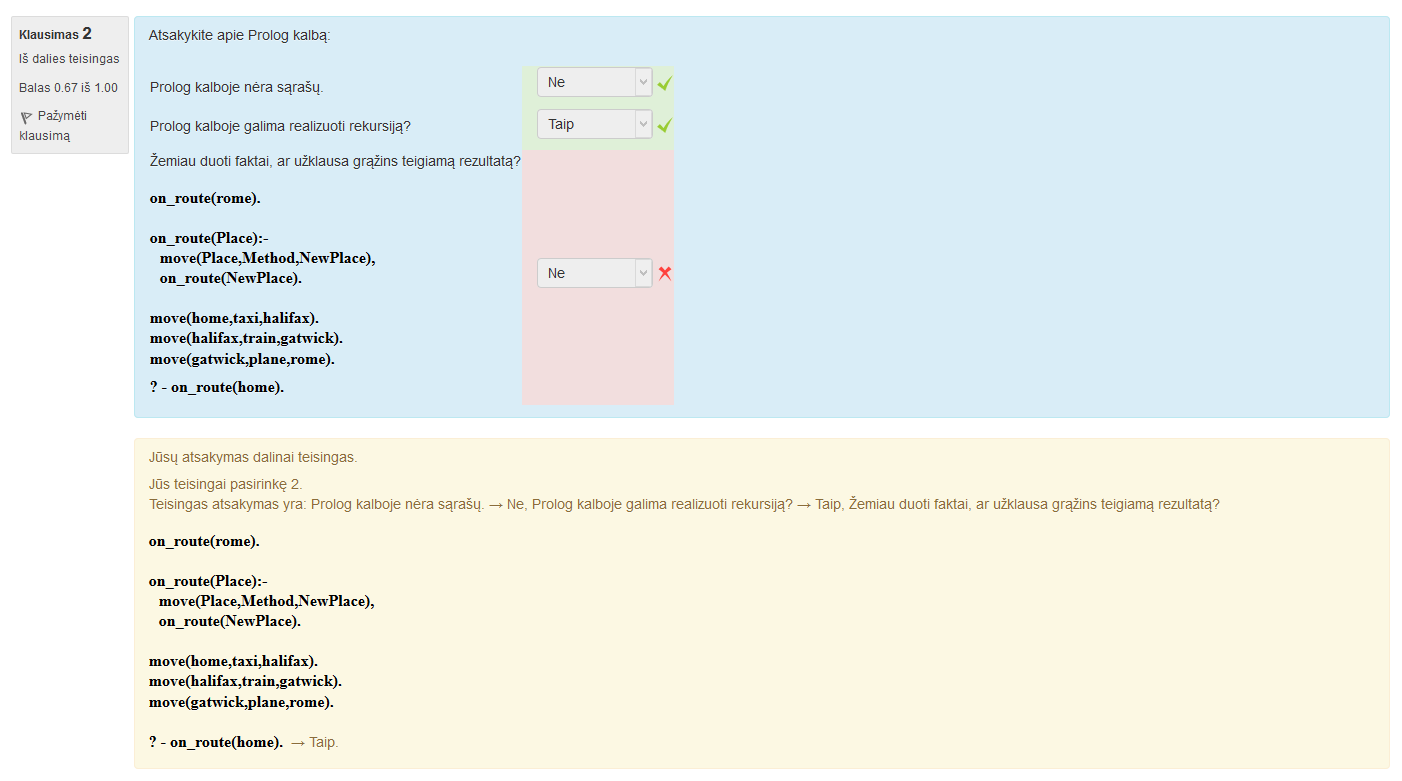 Klausimas 2
Iš dalies teisingas
Balas 0.67 iš 1.00
Pažymėti
klausimą
Atsakykite apie Prolog kalbą:
Prolog kalboje nėra sąrašų.
Ne
Prolog kalboje galima realizuoti rekursiją?
Taip
Žemiau duoti faktai, ar užklausa grąžins teigiamą rezultatą?
on_route(rome).
on_route(Place):-
move(Place,Method,NewPlace),
on_route(NewPlace).
Ne
move(home,taxi,halifax).
move(halifax,train,gatwick).
move(gatwick,plane,rome).
? - on_route(home).
Jūsų atsakymas dalinai teisingas.
Jūs teisingai pasirinkę 2.
Teisingas atsakymas yra: Prolog kalboje nėra sąrašų. → Ne, Prolog kalboje galima realizuoti rekursiją? → Taip, Žemiau duoti faktai, ar užklausa grąžins teigiamą rezultatą?
on_route(rome).
on_route(Place):-
move(Place,Method,NewPlace),
on_route(NewPlace).
move(home,taxi,halifax).
move(halifax,train,gatwick).
move(gatwick,plane,rome).
? - on_route(home). → Taip.